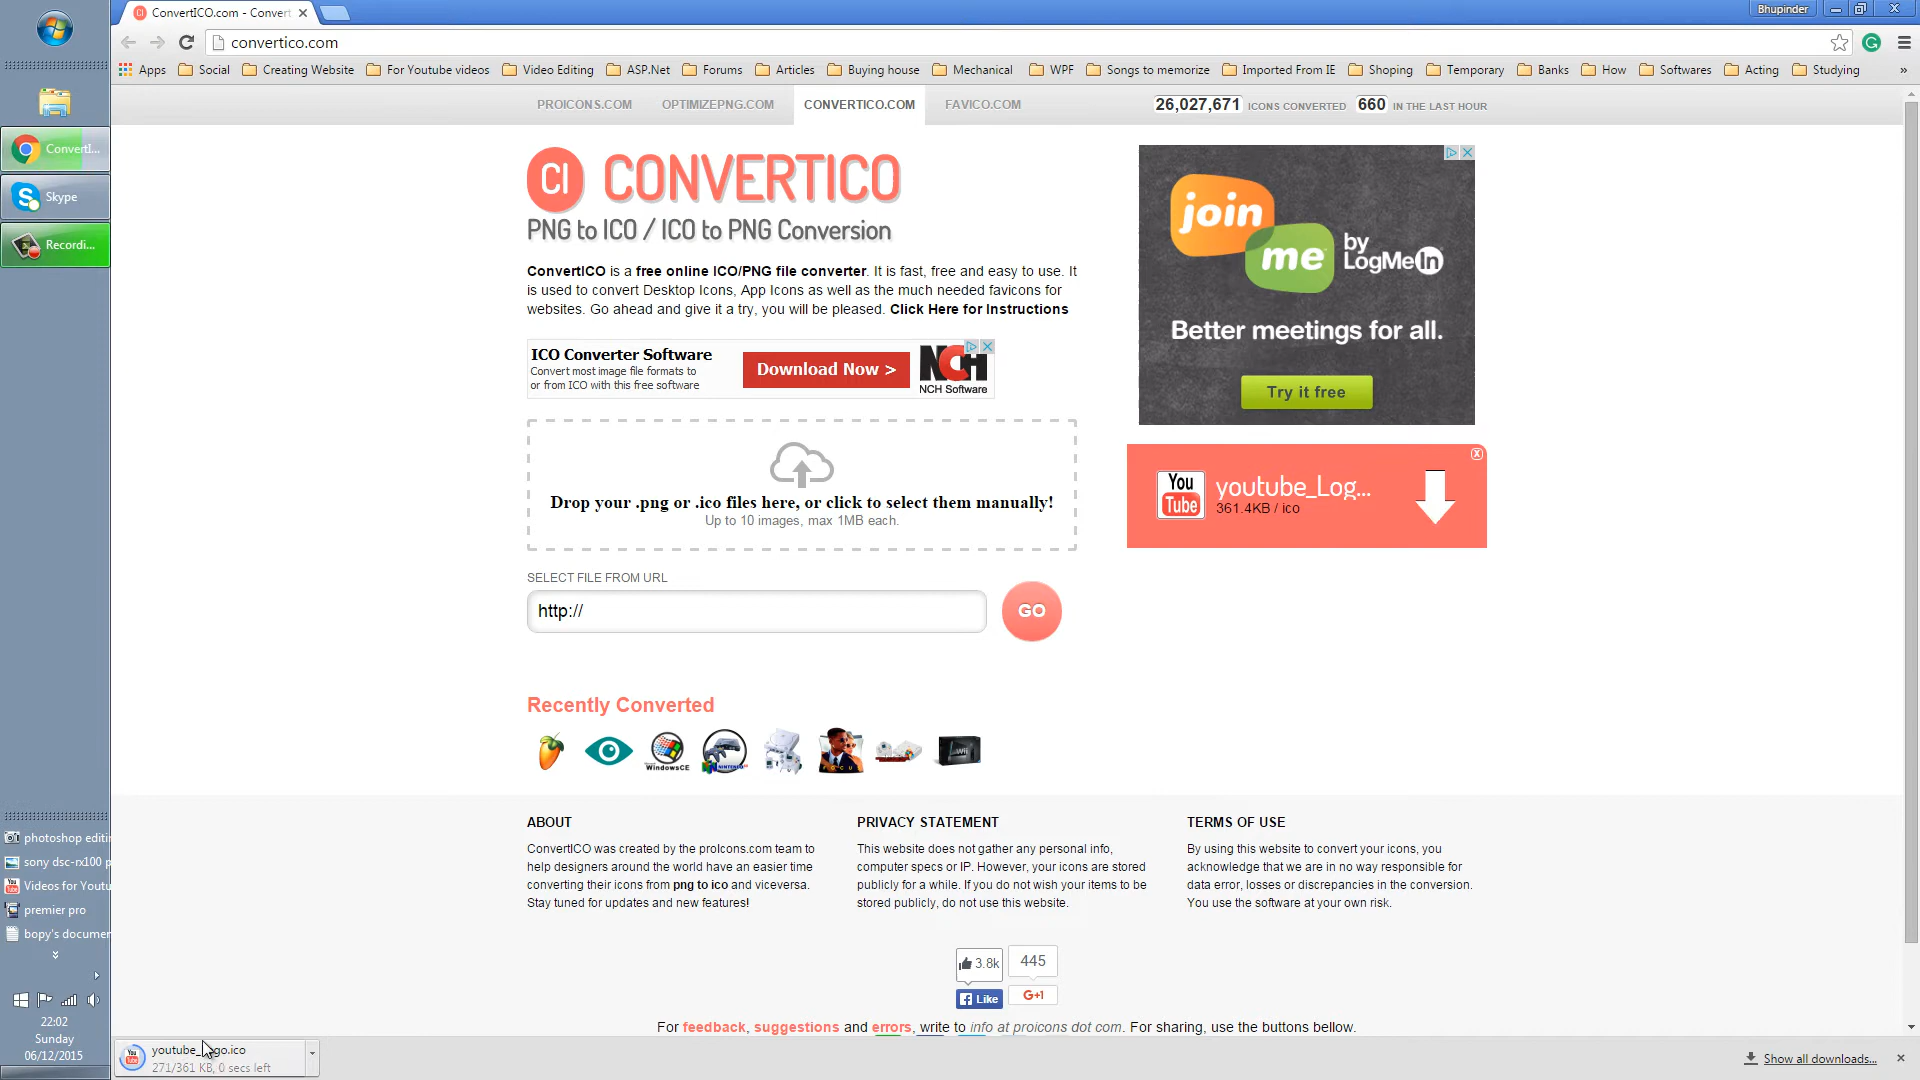 ConvertICO.com - Convert
Bhupinder
convertico.com
Apps
Social
Creating Website
For Youtube videos
Video Editing
ASP.Net
Forums
Articles
Buying house
Mechanical
WPF
Songs to memorize
Imported From IE
Shoping
Temporary
Banks
How
Softwares
Acting
Studying
»
PROICONS.COM
OPTIMIZEPNG.COM
CONVERTICO.COM
FAVICO.COM
26,027,671 ICONS CONVERTED 660 IN THE LAST HOUR
ConvertI...
Skype
Recordi...
CI CONVERTICO
PNG to ICO / ICO to PNG Conversion
ConvertICO is a free online ICO/PNG file converter. It is fast, free and easy to use. It
is used to convert Desktop Icons, App Icons as well as the much needed favicons for
websites. Go ahead and give it a try, you will be pleased. Click Here for Instructions
ICO Converter Software
Convert most image file formats to
or from ICO with this free software
Download Now >
NCH
NCH Software
join
me
by
LogMeIn
Better meetings for all.
Try it free
Drop your .png or .ico files here, or click to select them manually!
Up to 10 images, max 1MB each.
You
Tube
youtube_Log...
361.4KB / ico
SELECT FILE FROM URL
http://
GO
Recently Converted
WindowsCE
NINTENDO
FOCU
ABOUT
ConvertICO was created by the proIcons.com team to
help designers around the world have an easier time
converting their icons from png to ico and viceversa.
Stay tuned for updates and new features!
PRIVACY STATEMENT
This website does not gather any personal info,
computer specs or IP. However, your icons are stored
publicly for a while. If you do not wish your items to be
stored publicly, do not use this website.
TERMS OF USE
By using this website to convert your icons, you
acknowledge that we are in no way responsible for
data error, losses or discrepancies in the conversion.
You use the software at your own risk.
3.8k
Like
445
G+1
For feedback, suggestions and errors, write to info at proicons dot com. For sharing, use the buttons below.
photoshop editin
sony dsc-rx100 p
Videos for Youtu
premier pro
bopy's documen
22:02
Sunday
06/12/2015
271/361 KB, 0 secs left
Show all downloads...